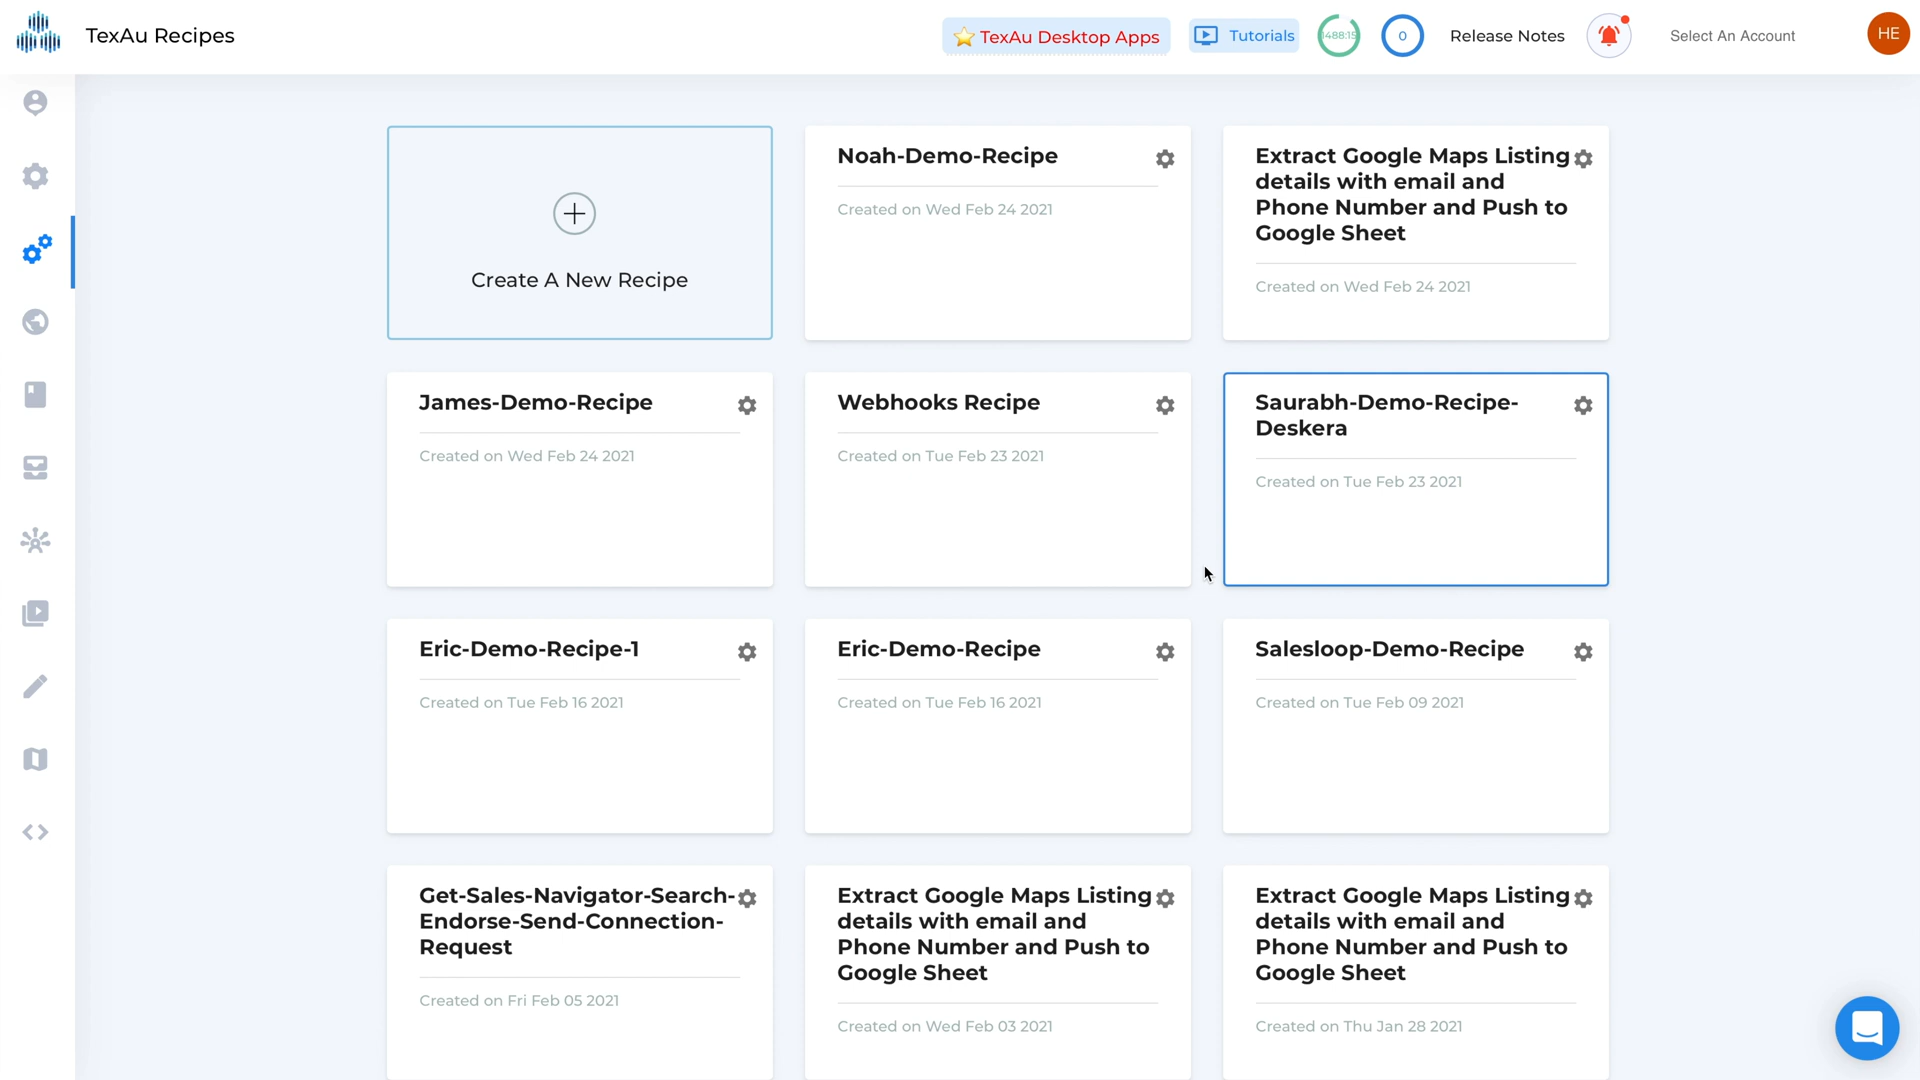 TexAu Recipes
⭐ TexAu Desktop Apps
Tutorials
0
Release Notes
Select An Account
HE
Create A New Recipe
Noah-Demo-Recipe
Created on Wed Feb 24 2021
Extract Google Maps Listing
details with email and
Phone Number and Push to
Google Sheet
Created on Wed Feb 24 2021
James-Demo-Recipe
Created on Wed Feb 24 2021
Webhooks Recipe
Created on Tue Feb 23 2021
Saurabh-Demo-Recipe-
Deskera
Created on Tue Feb 23 2021
Eric-Demo-Recipe-1
Created on Tue Feb 16 2021
Eric-Demo-Recipe
Created on Tue Feb 16 2021
Salesloop-Demo-Recipe
Created on Tue Feb 09 2021
Get-Sales-Navigator-Search-
Endorse-Send-Connection-
Request
Created on Fri Feb 05 2021
Extract Google Maps Listing
details with email and
Phone Number and Push to
Google Sheet
Created on Wed Feb 03 2021
Extract Google Maps Listing
details with email and
Phone Number and Push to
Google Sheet
Created on Thu Jan 28 2021